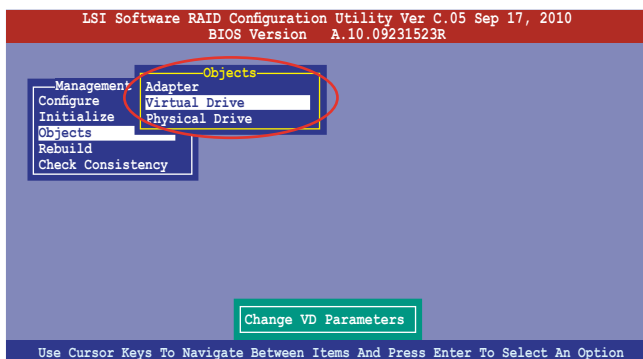 LSI Software RAID Configuration Utility Ver C.05 Sep 17, 2010
BIOS Version A.10.09231523R
Management
Configure
Initialize
Objects
Rebuild
Check Consistency
Objects
Adapter
Virtual Drive
Physical Drive
Change VD Parameters
Use Cursor Keys To Navigate Between Items And Press Enter To Select An Option